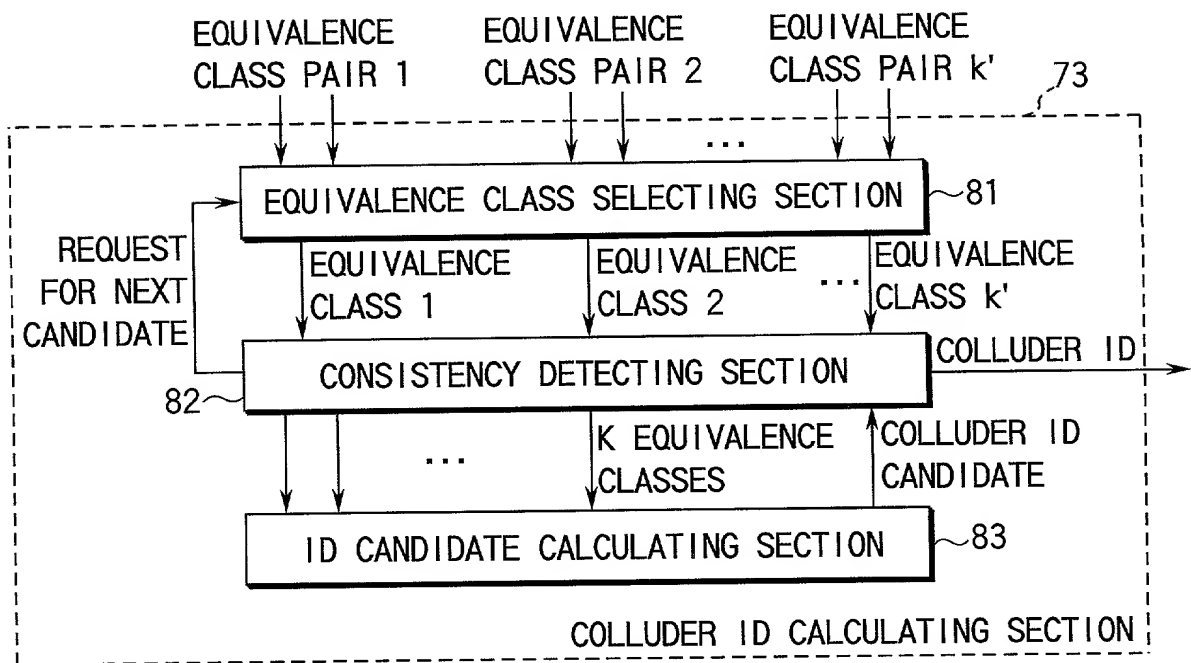 EQUIVALENCE
CLASS PAIR 1
EQUIVALENCE
CLASS PAIR 2
EQUIVALENCE
CLASS PAIR k'
73
...
EQUIVALENCE CLASS SELECTING SECTION
81
REQUEST
FOR NEXT
CANDIDATE
EQUIVALENCE
CLASS 1
EQUIVALENCE
CLASS 2
...
EQUIVALENCE
CLASS k'
CONSISTENCY DETECTING SECTION
82
COLLUDER ID
...
K EQUIVALENCE
CLASSES
COLLUDER ID
CANDIDATE
ID CANDIDATE CALCULATING SECTION
83
COLLUDER ID CALCULATING SECTION